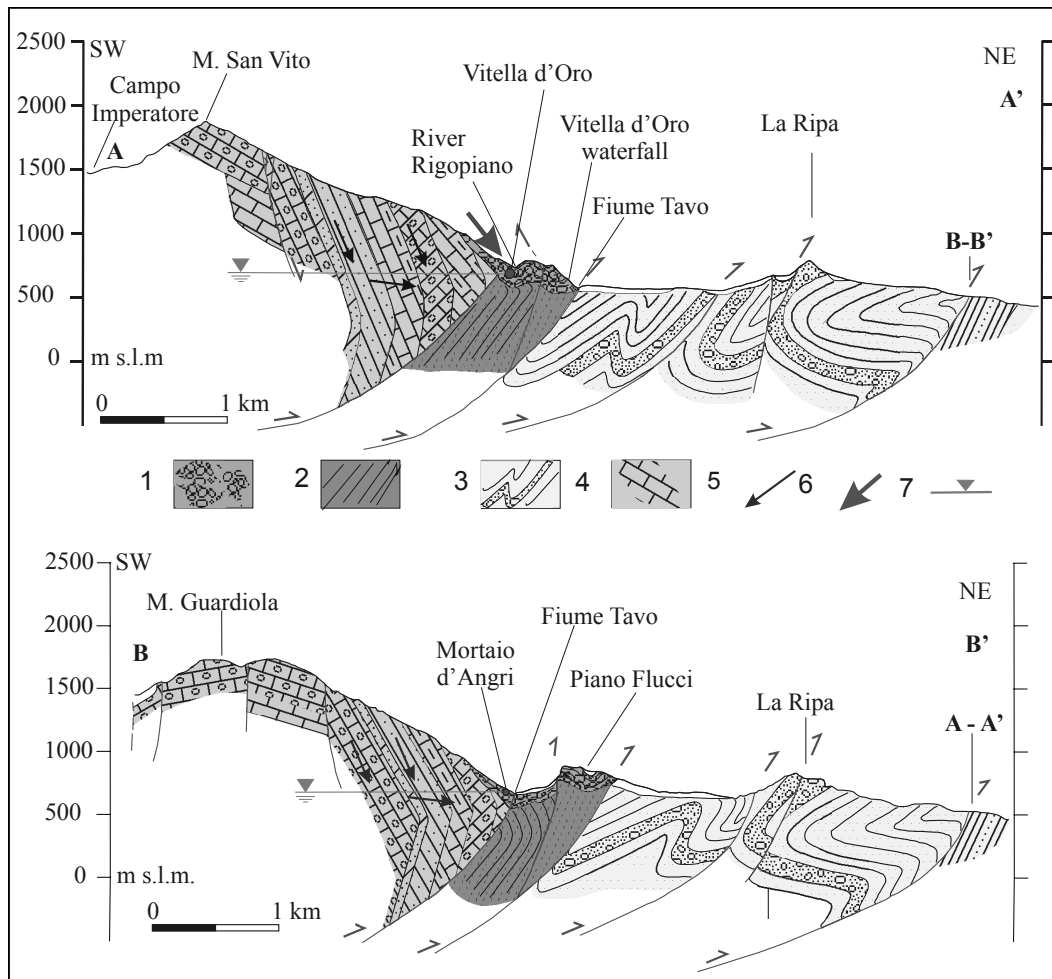 2500
SW
M. San Vito
Vitella d'Oro
NE
Campo
Imperatore
2000
A'
River
Rigopiano
Vitella d'Oro
waterfall
La Ripa
A
1500
Fiume Tavo
1000
B-B'
500
0
m s.l.m
0
1 km
1
2
3
4
5
6
7
2500
SW
NE
M. Guardiola
Fiume Tavo
2000
B
B'
Mortaio
d'Angri
Piano Flucci
La Ripa
1500
A - A'
1000
500
0
m s.l.m.
0
1 km